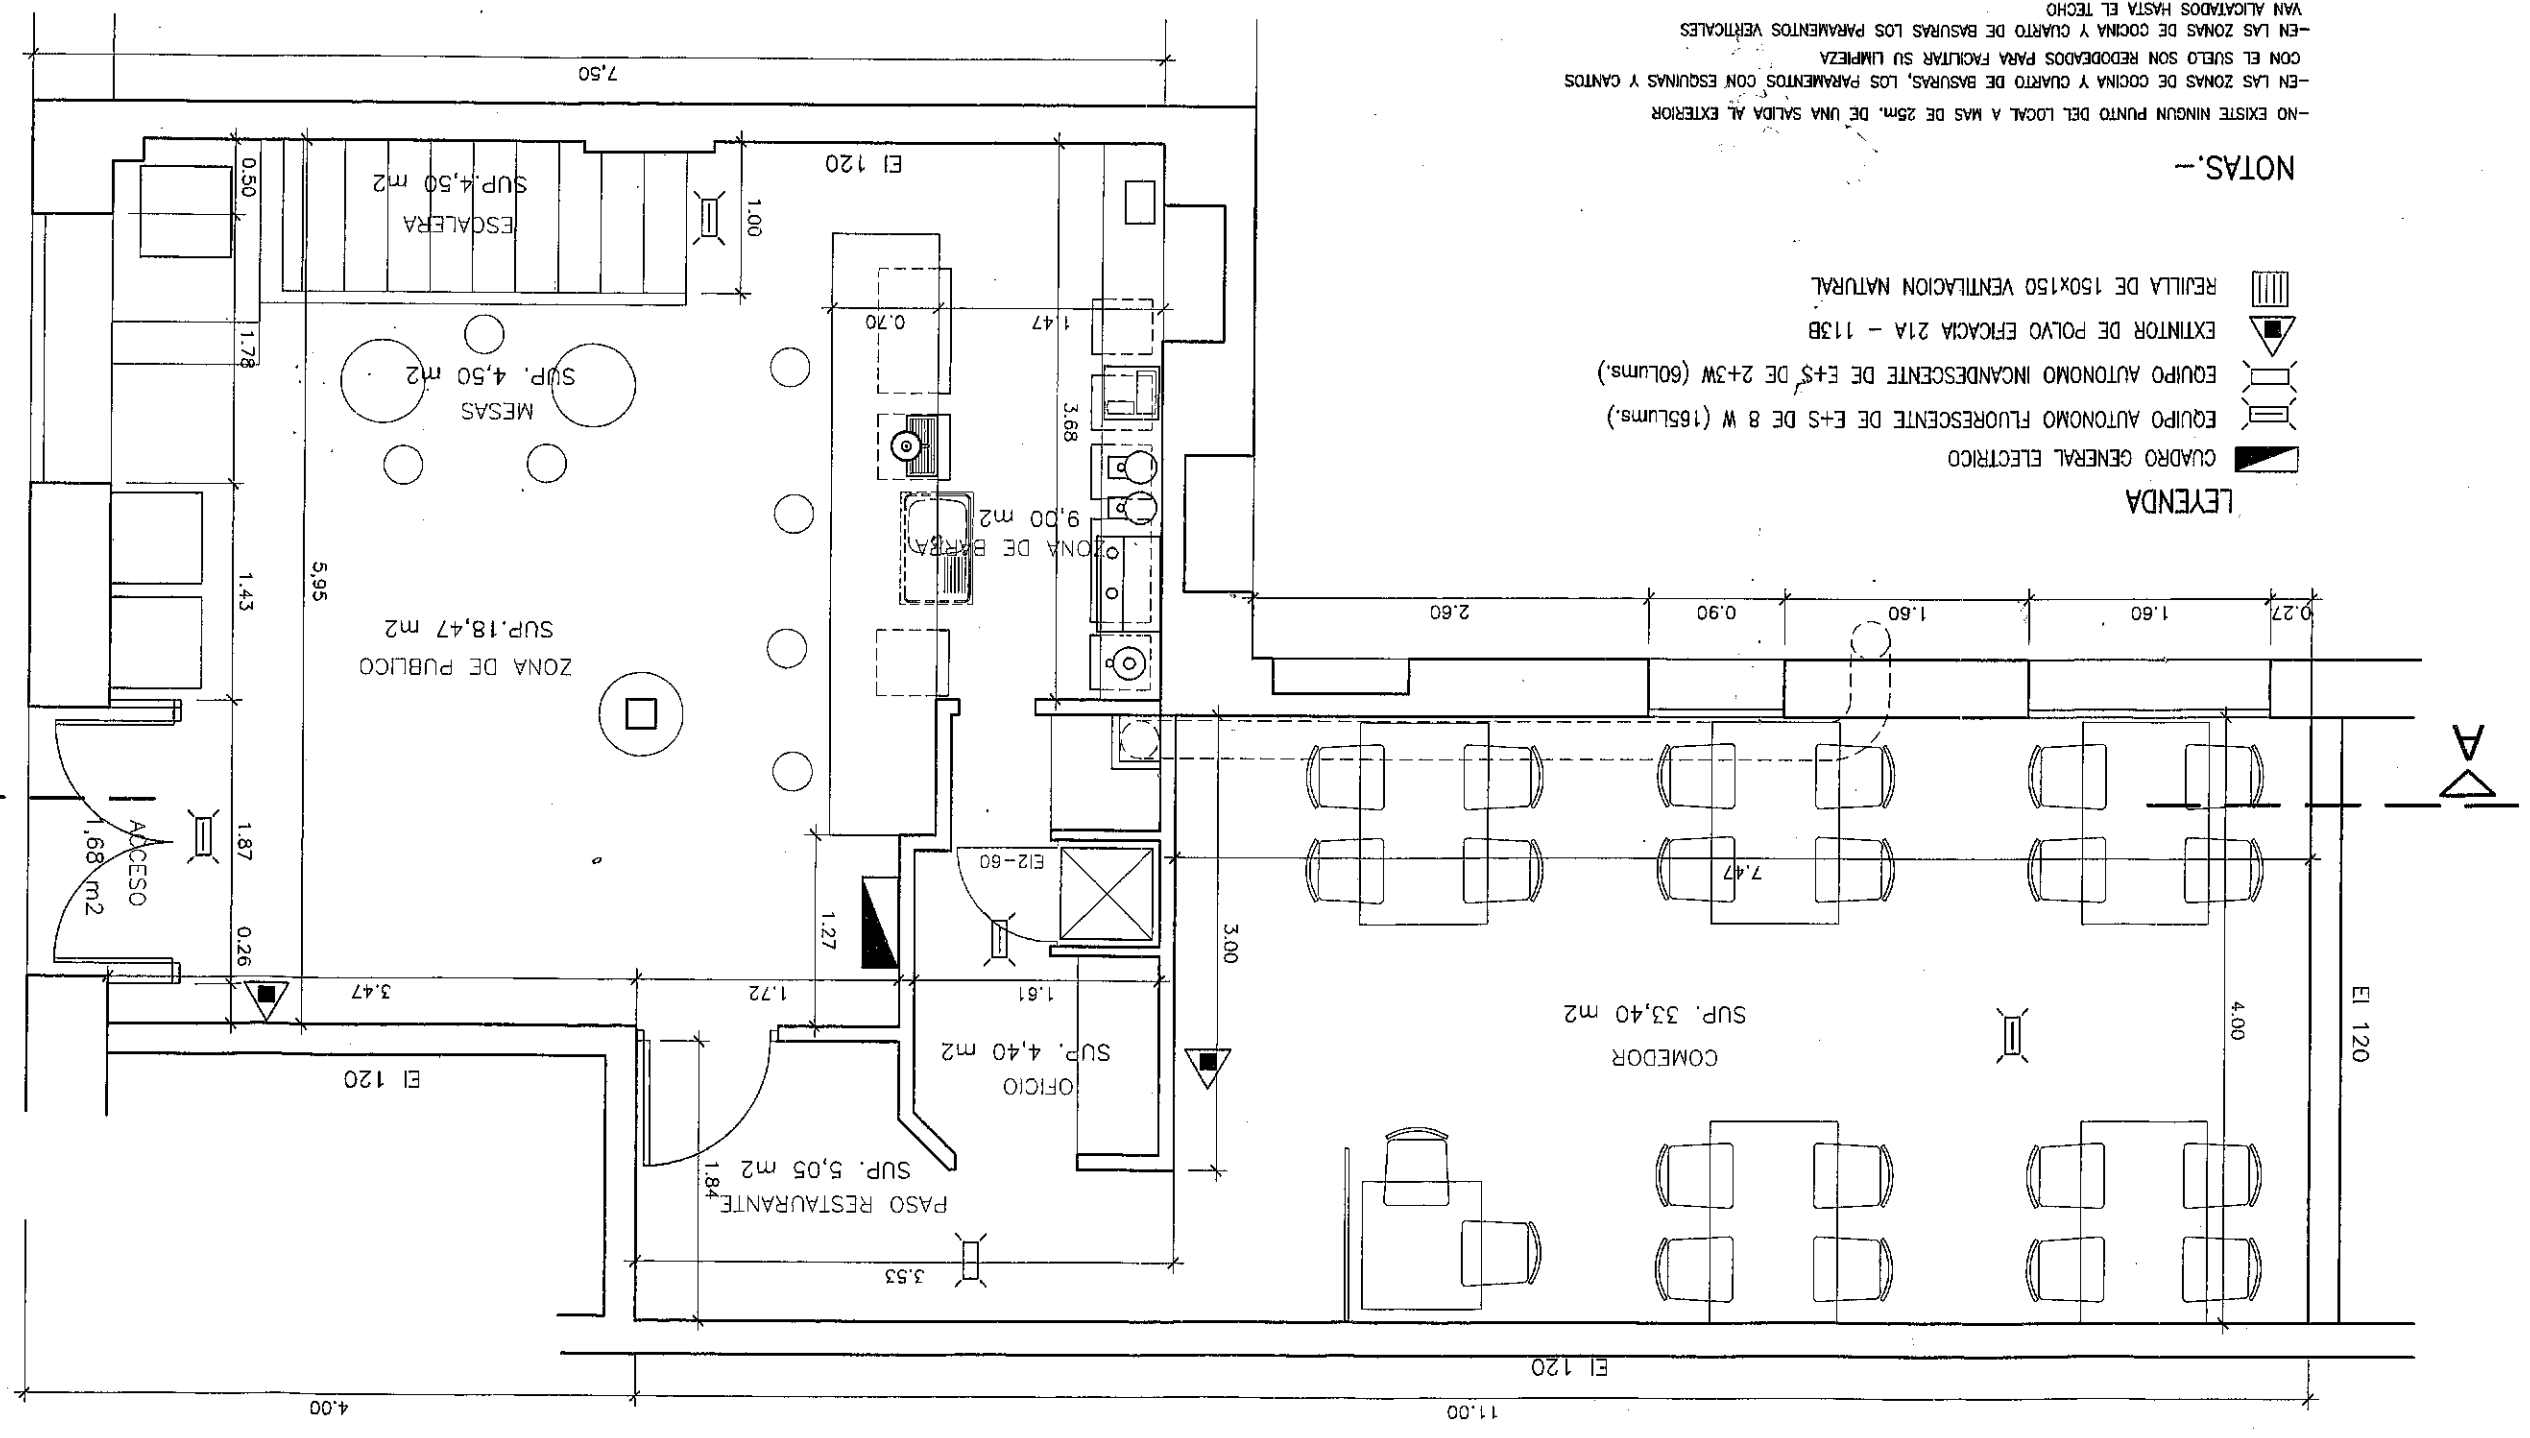 11.00
4.00
EI 120
3.53
PASO RESTAURANTE
SUP. 5,05 m2
1.84
EI 120
OFICIO
SUP. 4,40 m2
COMEDOR
SUP. 33,40 m2
EI 120
4.00
3.00
1.61
1.72
3.47
0.26
1.27
7.47
EI2-60
ACCESO
1,68 m2
1.87
A
ZONA DE PUBLICO
SUP.18,47 m2
0.27
1.60
1.60
0.90
2.60
5,95
1.43
ZONA DE BARRA
9,00 m2
LEYENDA
CUADRO GENERAL ELECTRICO
EQUIPO AUTONOMO FLUORESCENTE DE E+S DE 8 W (165Lums.)
EQUIPO AUTONOMO INCANDESCENTE DE E+S DE 2+3W (60Lums.)
EXTINTOR DE POLVO EFICACIA 21A - 113B
REJILLA DE 150x150 VENTILACION NATURAL
3.68
MESAS
SUP. 4,50 m2
1.78
1.47
0.70
1.00
ESCALERA
SUP.4,50 m2
0.50
EI 120
NOTAS.-
-NO EXISTE NINGUN PUNTO DEL LOCAL A MAS DE 25m. DE UNA SALIDA AL EXTERIOR
-EN LAS ZONAS DE COCINA Y CUARTO DE BASURAS, LOS PARAMENTOS CON ESQUINAS Y CANTOS
CON EL SUELO SON REDODEADOS PARA FACILITAR SU LIMPIEZA
-EN LAS ZONAS DE COCINA Y CUARTO DE BASURAS LOS PARAMENTOS VERTICALES
VAN ALICATADOS HASTA EL TECHO
7,50